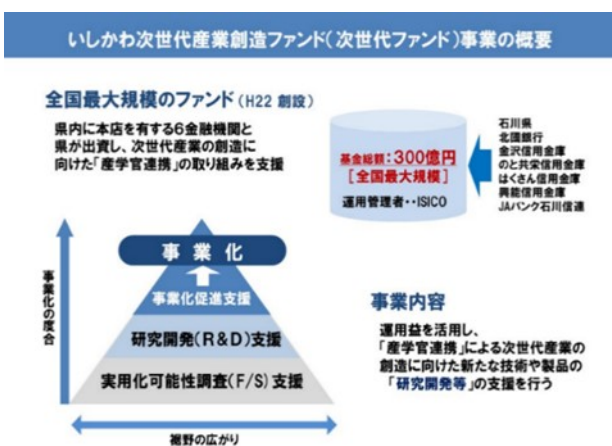 いしかわ次世代産業創造ファンド(次世代ファンド)事業の概要
全国最大規模のファンド(H22 創設)
県内に本店を有する6金融機関と
県が出資し、次世代産業の創造に
向けた「産学官連携」の取り組みを支援
基金総額:300億円
[全国最大規模]
運用管理者・・ISICO
石川県
北國銀行
金沢信用金庫
のと共栄信用金庫
はくさん信用金庫
興能信用金庫
JAバンク石川信連
事業化の度合
事業化
事業化促進支援
研究開発(R&D)支援
実用化可能性調査(F/S)支援
裾野の広がり
事業内容
運用益を活用し、
「産学官連携」による次世代産業の
創造に向けた新たな技術や製品の
「研究開発等」の支援を行う